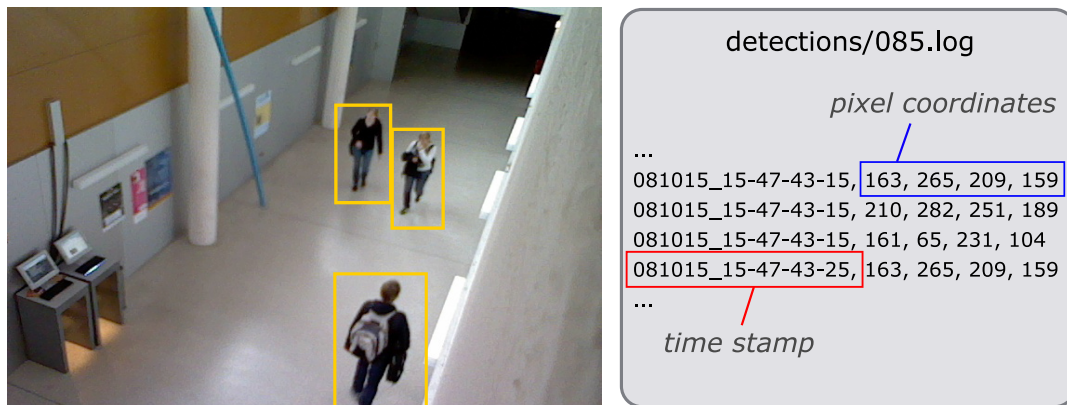 detections/085.log
pixel coordinates
...
081015_15-47-43-15, 163, 265, 209, 159
081015_15-47-43-15, 210, 282, 251, 189
081015_15-47-43-15, 161, 65, 231, 104
081015_15-47-43-25, 163, 265, 209, 159
...
time stamp